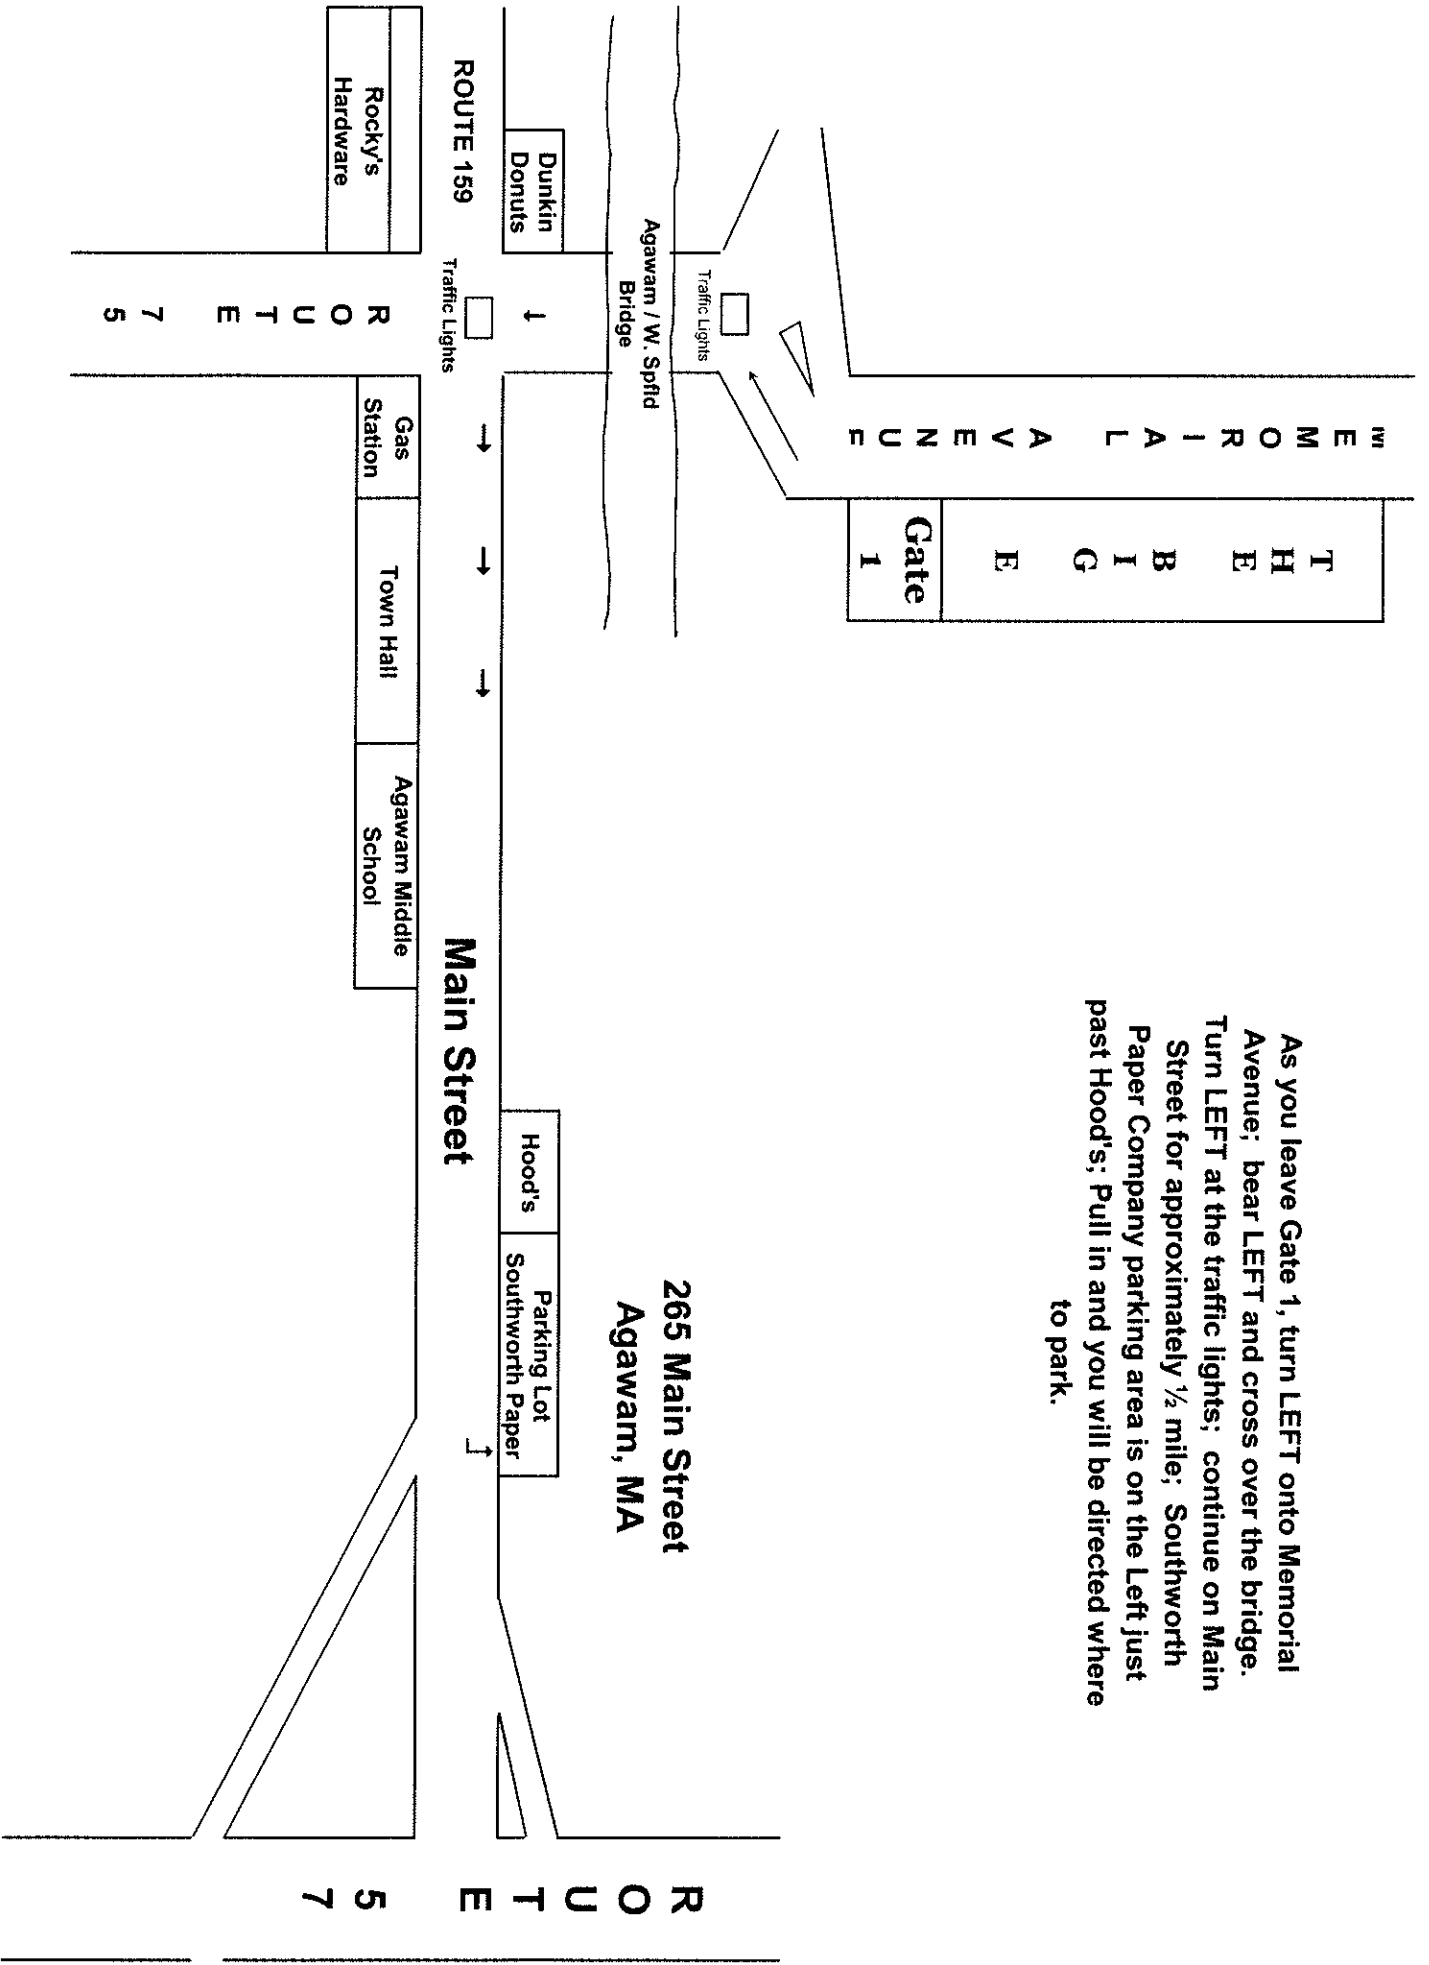 As you leave Gate 1, turn LEFT onto Memorial
Avenue; bear LEFT and cross over the bridge.
Turn LEFT at the traffic lights; continue on Main
Street for approximately ½ mile; Southworth
Paper Company parking area is on the Left just
past Hood's; Pull in and you will be directed where
to park.
MEMORIAL AVENUE
THE BIG E
Gate
1
Traffic Lights
Agawam / W. Spfld
Bridge
265 Main Street
Agawam, MA
Dunkin
Donuts
Hood's
Parking Lot
Southworth Paper
ROUTE 159
Traffic Lights
Main Street
Rocky's
Hardware
ROUTE 57
Gas
Station
Town Hall
Agawam Middle
School
ROUTE 57